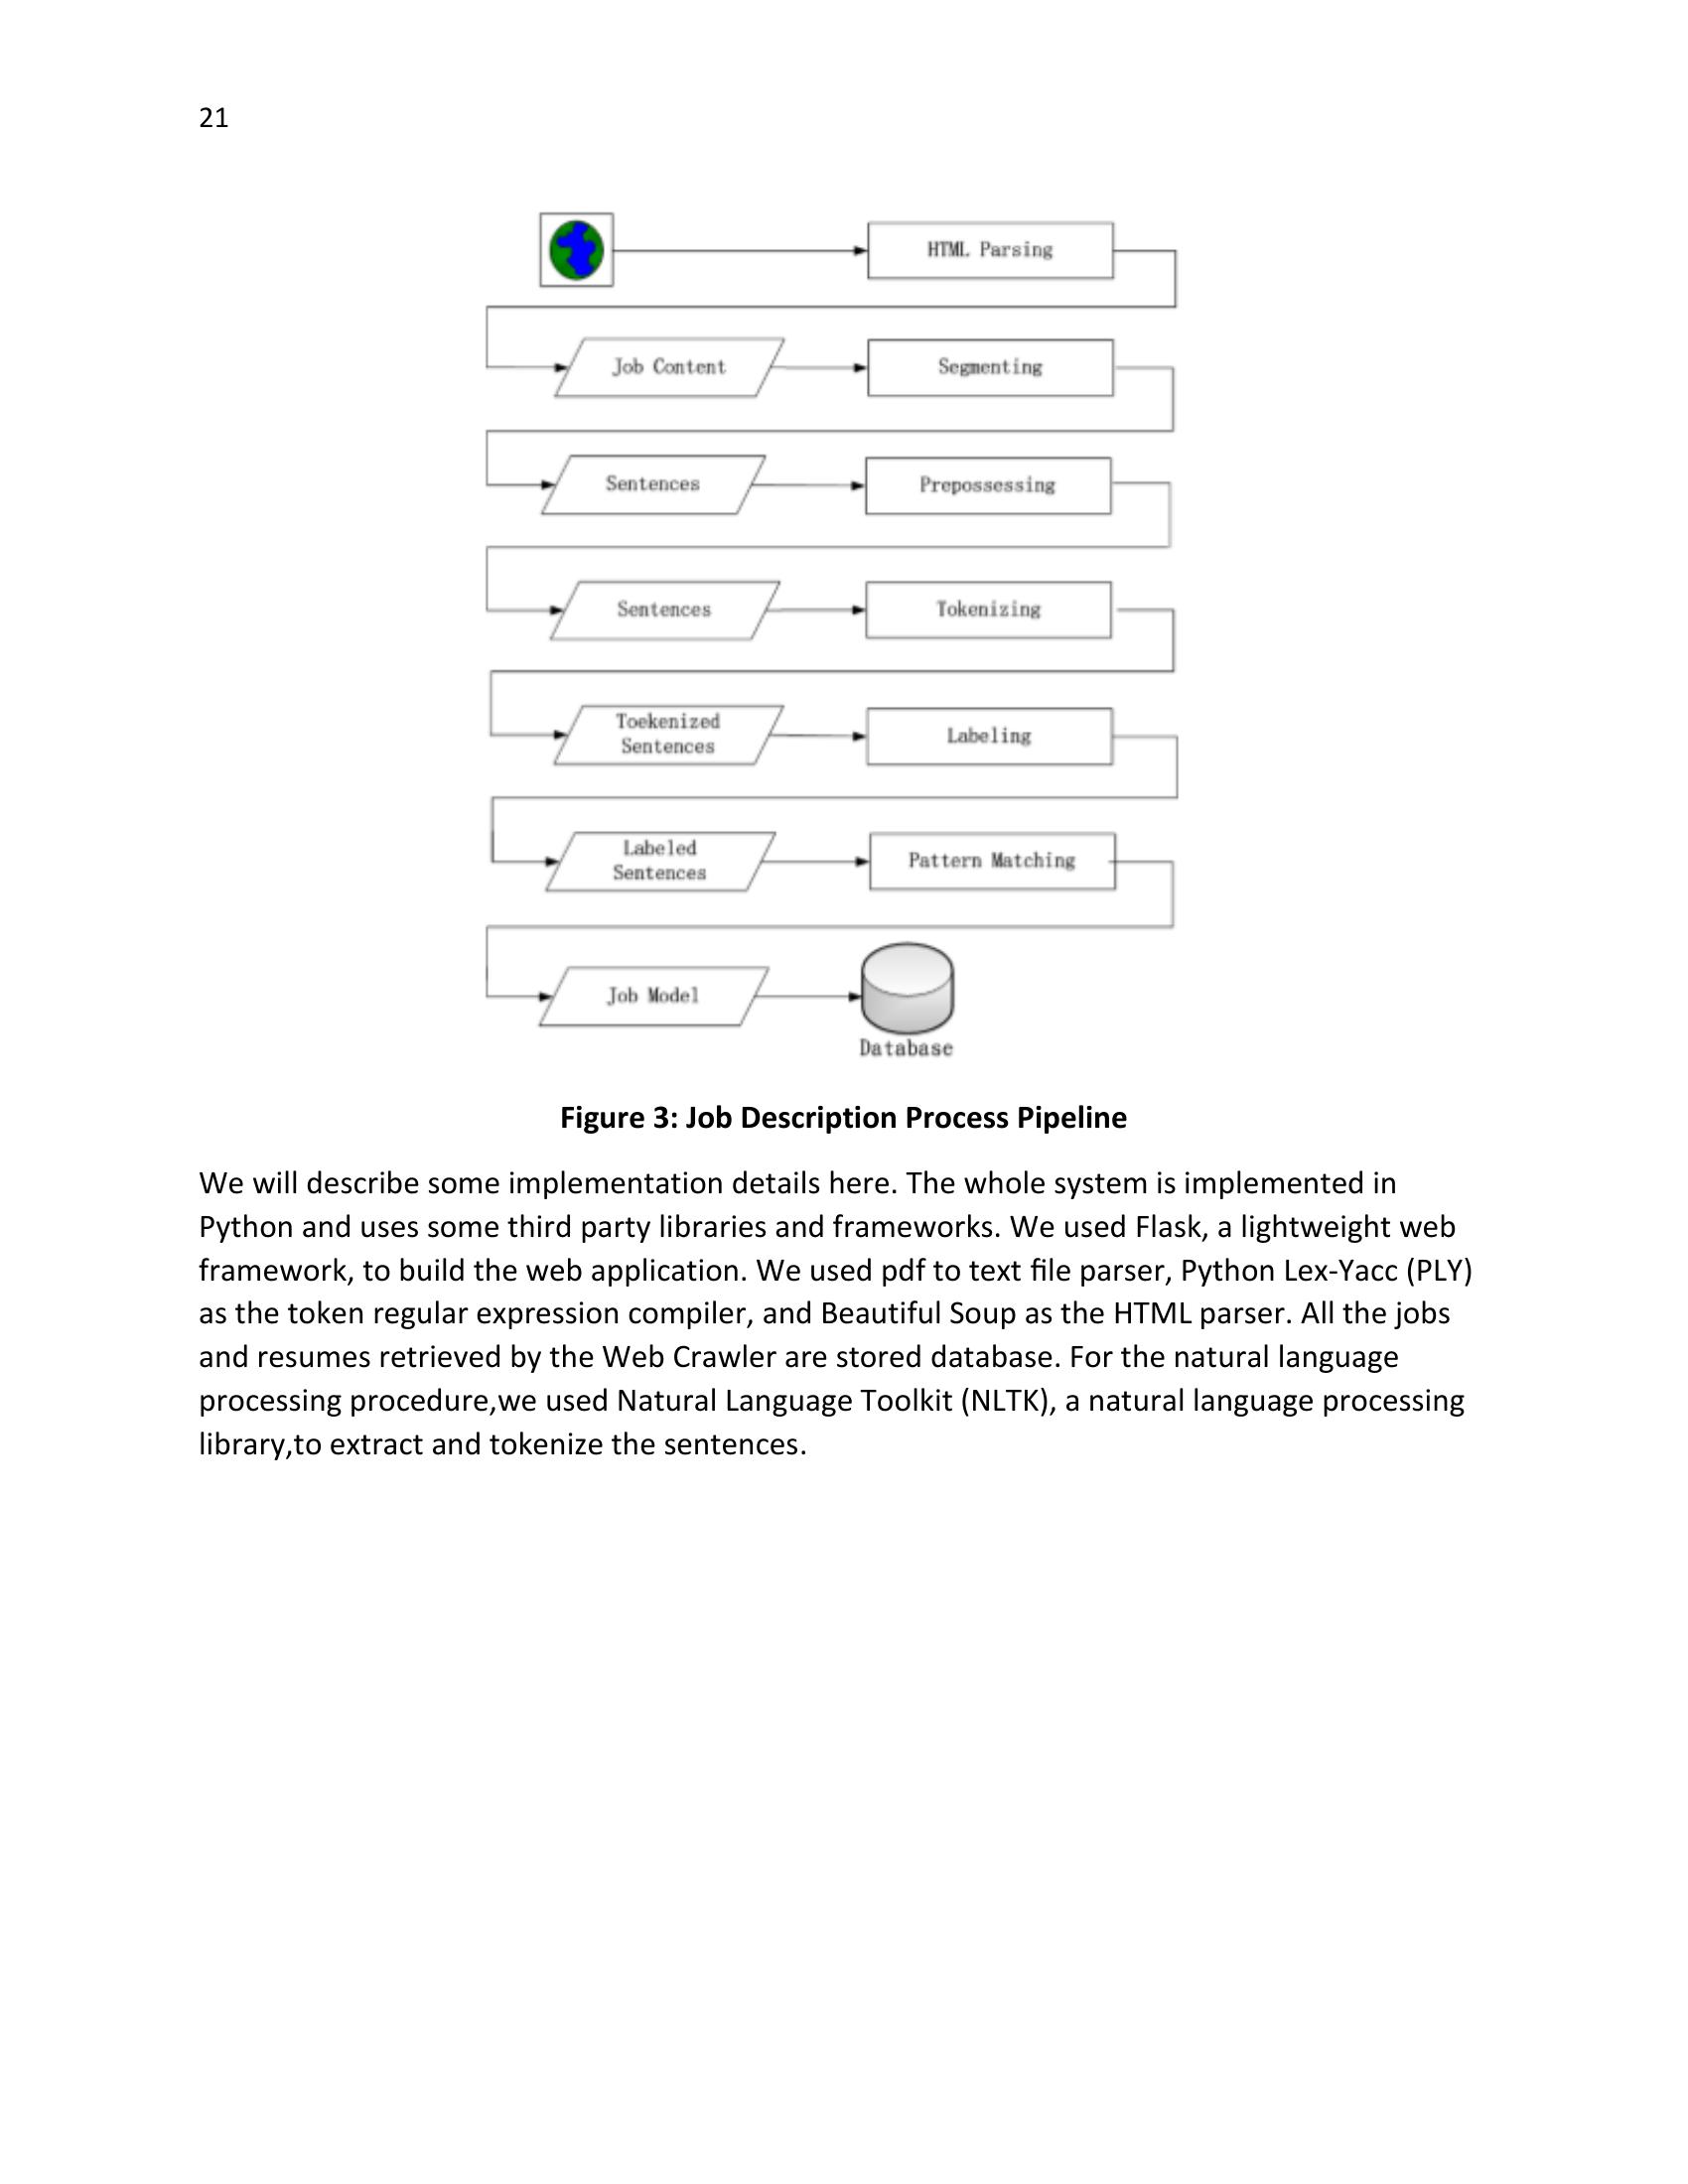 21
HTML Parsing
Job Content
Segmenting
Sentences
Prepossessing
Sentences
Tokenizing
Toekenized
Sentences
Labeling
Labeled
Sentences
Pattern Matching
Job Model
Database
Figure 3: Job Description Process Pipeline
We will describe some implementation details here. The whole system is implemented in
Python and uses some third party libraries and frameworks. We used Flask, a lightweight web
framework, to build the web application. We used pdf to text file parser, Python Lex-Yacc (PLY)
as the token regular expression compiler, and Beautiful Soup as the HTML parser. All the jobs
and resumes retrieved by the Web Crawler are stored database. For the natural language
processing procedure,we used Natural Language Toolkit (NLTK), a natural language processing
library,to extract and tokenize the sentences.